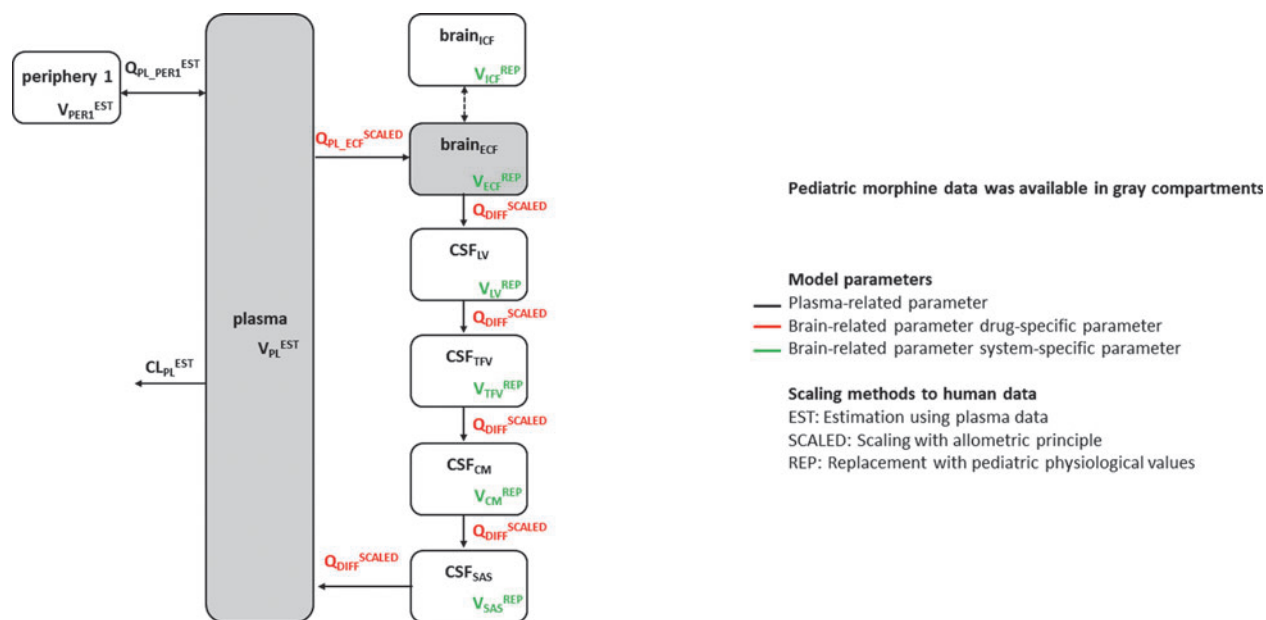 periphery 1
V_PER1^EST
Q_PL_PER1^EST
plasma
V_PL^EST
CL_PL^EST
brain_ICF
V_ICF^REP
Q_PL_ECF^SCALED
brain_ECF
V_ECF^REP
Q_DIFF^SCALED
CSF_LV
V_LV^REP
Q_DIFF^SCALED
CSF_TFV
V_TFV^REP
Q_DIFF^SCALED
CSF_CM
V_CM^REP
Q_DIFF^SCALED
Q_DIFF^SCALED
CSF_SAS
V_SAS^REP
Pediatric morphine data was available in gray compartments
Model parameters
Plasma-related parameter
Brain-related parameter drug-specific parameter
Brain-related parameter system-specific parameter
Scaling methods to human data
EST: Estimation using plasma data
SCALED: Scaling with allometric principle
REP: Replacement with pediatric physiological values